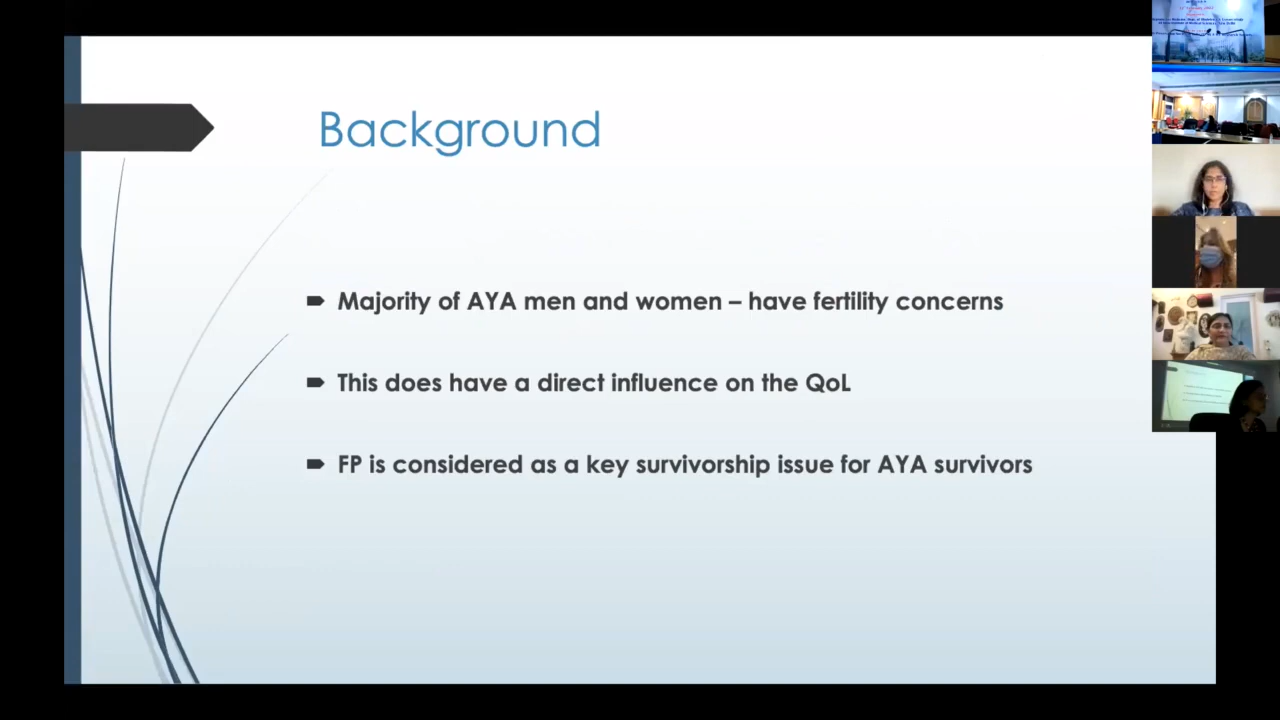 Background
Majority of AYA men and women – have fertility concerns
This does have a direct influence on the QoL
FP is considered as a key survivorship issue for AYA survivors